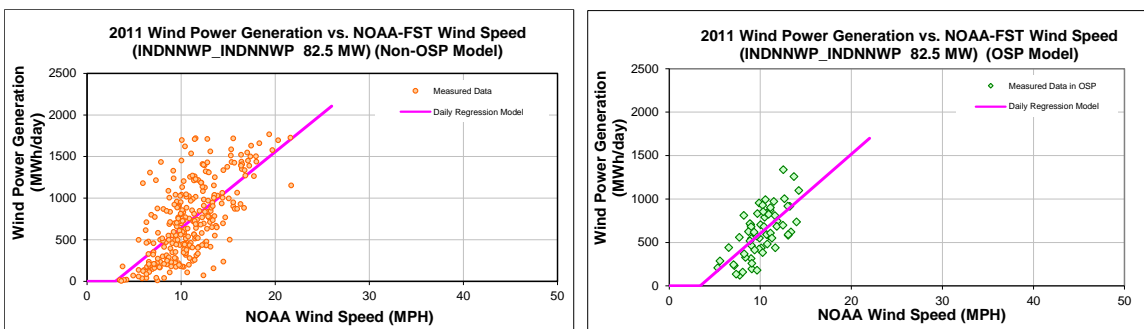 2011 Wind Power Generation vs. NOAA-FST Wind Speed
(INDNNWP_INDNNWP 82.5 MW) (Non-OSP Model)
Wind Power Generation
(MWh/day)
2500
2000
1500
1000
500
0
Measured Data
Daily Regression Model
0 10 20 30 40 50
NOAA Wind Speed (MPH)
2011 Wind Power Generation vs. NOAA-FST Wind Speed
(INDNNWP_INDNNWP 82.5 MW) (OSP Model)
Wind Power Generation
(MWh/day)
2500
2000
1500
1000
500
0
Measured Data in OSP
Daily Regression Model
0 10 20 30 40 50
NOAA Wind Speed (MPH)